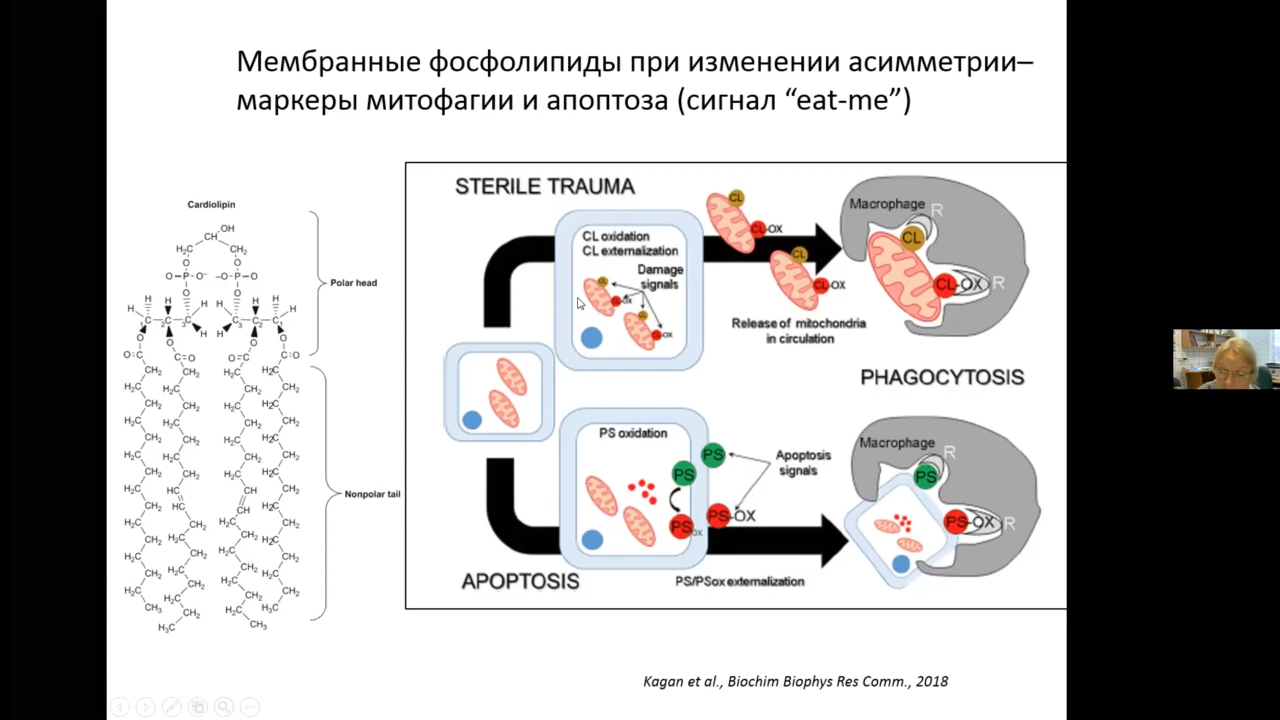 Мембранные фосфолипиды при изменении асимметрии–
маркеры митофагии и апоптоза (сигнал “eat-me”)
Cardiolipin
Polar head
Nonpolar tail
STERILE TRAUMA
CL oxidation
CL externalization
Damage
signals
CL
CL-OX
CL
CL-OX
Release of mitochondria
in circulation
Macrophage
R
CL
CL-OX
R
PHAGOCYTOSIS
PS oxidation
PS
PS
PS
ox
PS-OX
Apoptosis
signals
PS/PSox externalization
APOPTOSIS
Macrophage
R
PS
PS-OX
R
Kagan et al., Biochim Biophys Res Comm., 2018